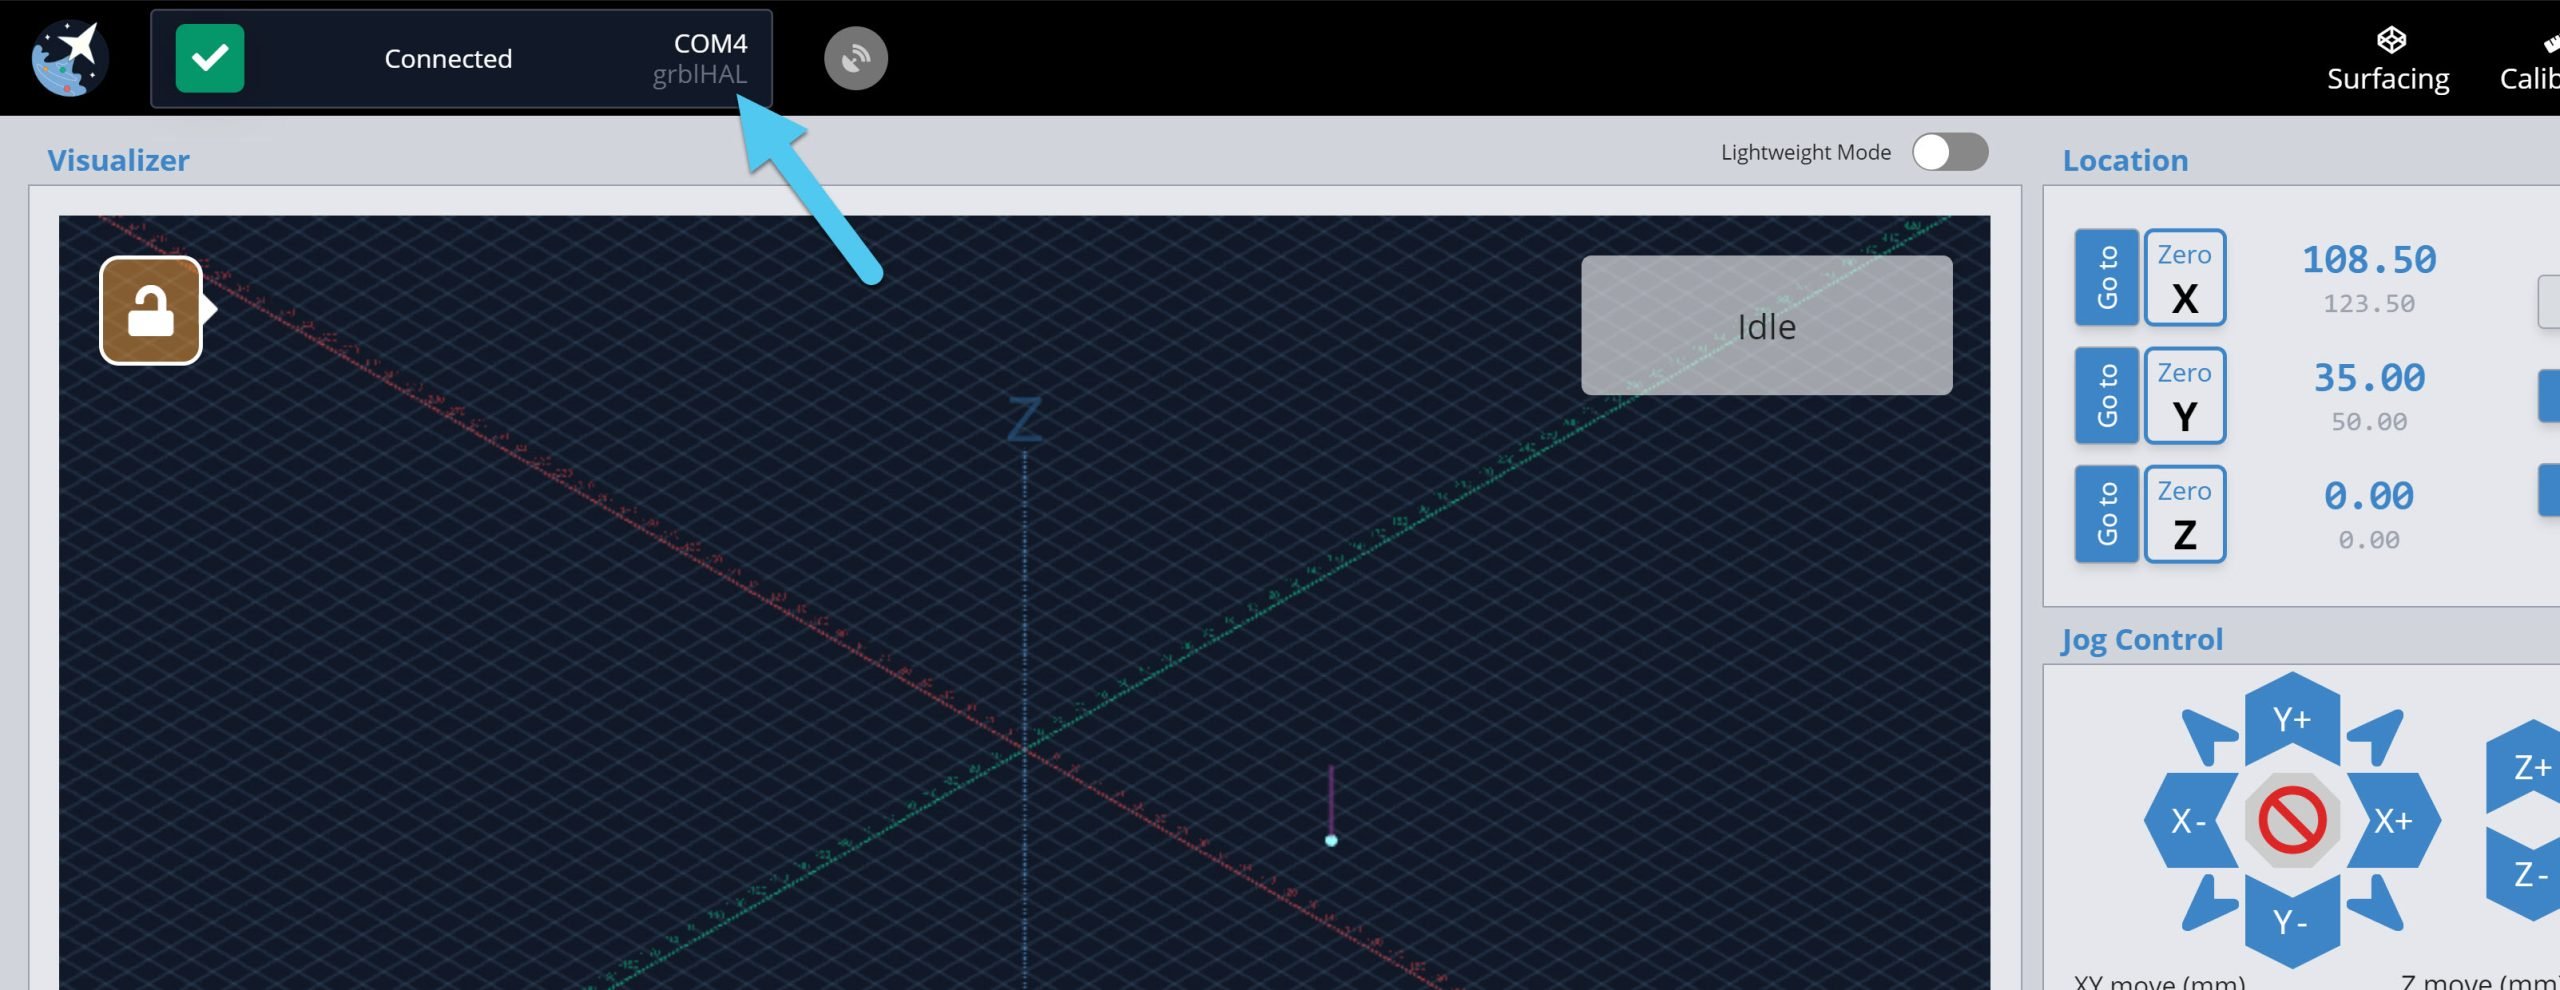 Connected
COM4
grblHAL
Surfacing
Calib
Visualizer
Lightweight Mode
Location
Idle
Z
Go to
Zero
X
108.50
123.50
Go to
Zero
Y
35.00
50.00
Go to
Zero
Z
0.00
0.00
Jog Control
Y+
X-
X+
Y-
Z+
Z-
XY move (mm)
Z move (mm